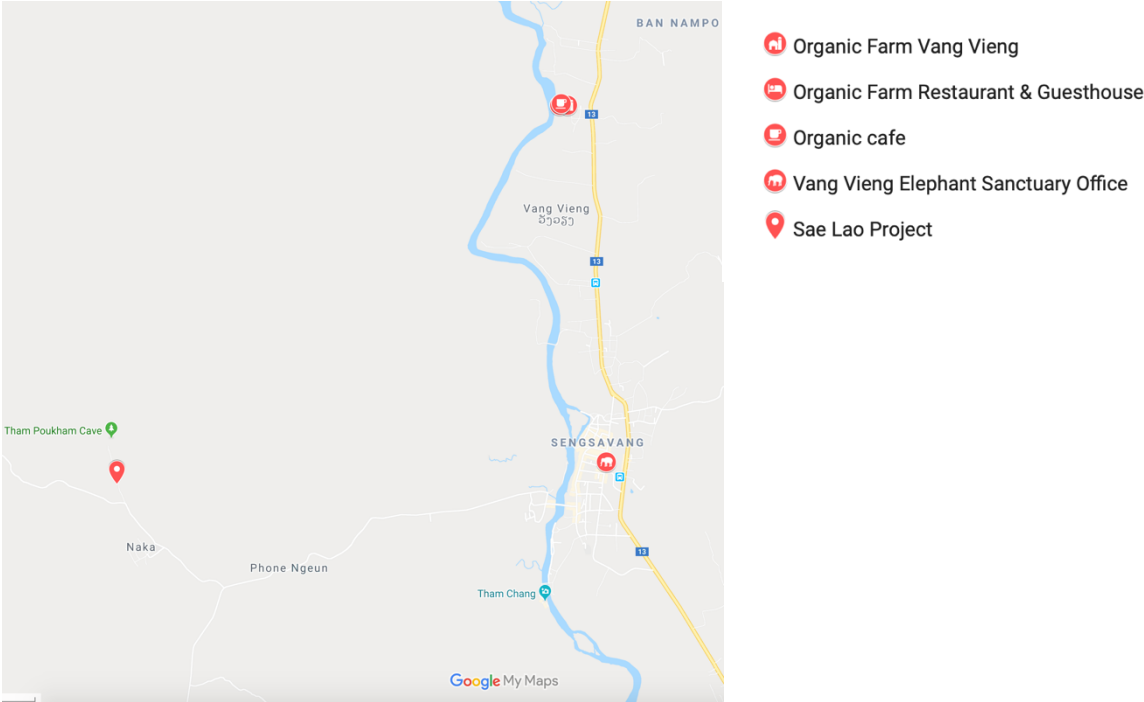 BAN NAMPO
13
Vang Vieng
ວັງວຽງ
13
Tham Poukham Cave
SENGSAVANG
Naka
Phone Ngeun
13
Tham Chang
Google My Maps
Organic Farm Vang Vieng
Organic Farm Restaurant & Guesthouse
Organic cafe
Vang Vieng Elephant Sanctuary Office
Sae Lao Project